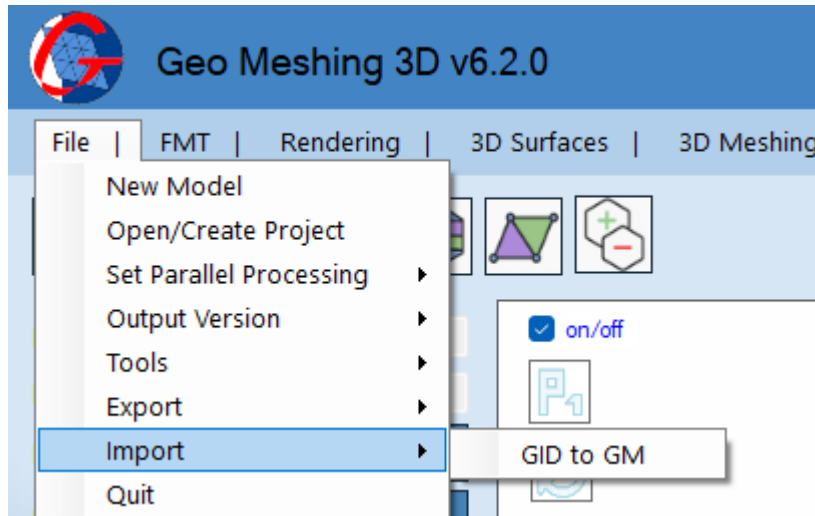 Geo Meshing 3D v6.2.0
File | FMT | Rendering | 3D Surfaces | 3D Meshing
New Model
Open/Create Project
Set Parallel Processing
Output Version
on/off
Tools
P1
Export
Import
GID to GM
Quit